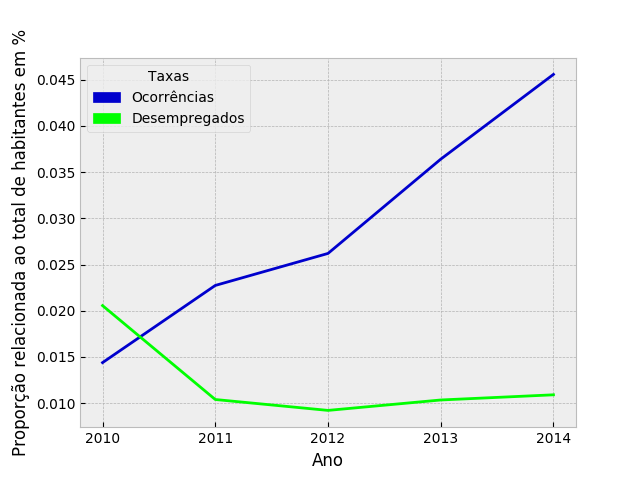 Proporção relacionada ao total de habitantes em %
0.045
0.040
0.035
0.030
0.025
0.020
0.015
0.010
Taxas
Ocorrências
Desempregados
2010 2011 2012 2013 2014
Ano